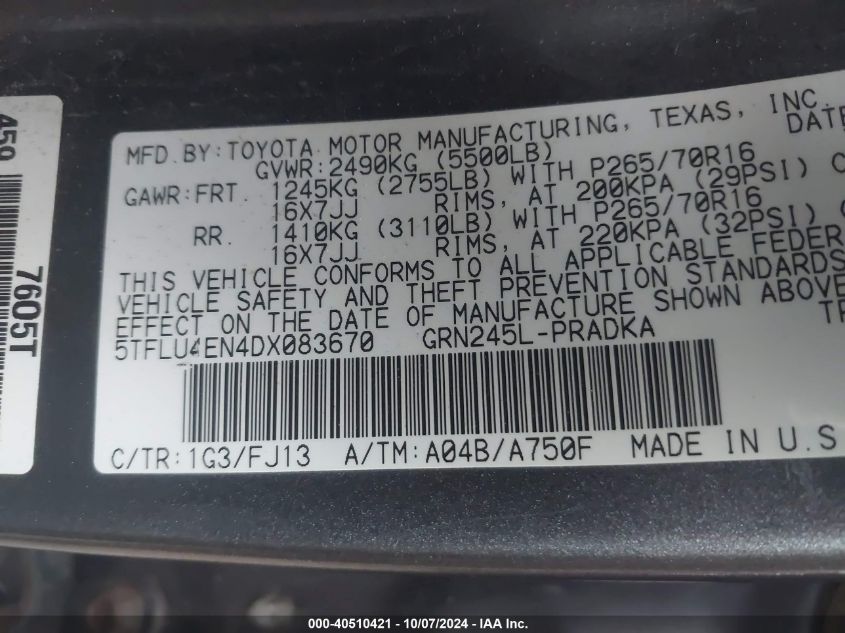 MFD. BY: TOYOTA MOTOR MANUFACTURING, TEXAS, INC.
DATE
GVWR: 2490KG (5500LB)
GAWR: FRT. 1245KG (2755LB) WITH P265/70R16
16X7JJ RIMS, AT 200KPA (29PSI) C
RR. 1410KG (3110LB) WITH P265/70R16
16X7JJ RIMS, AT 220KPA (32PSI)
THIS VEHICLE CONFORMS TO ALL APPLICABLE FEDER
VEHICLE SAFETY AND THEFT PREVENTION STANDARDS
EFFECT ON THE DATE OF MANUFACTURE SHOWN ABOVE
5TFLU4EN4DX083670 GRN245L-PRADKA TR
C/TR: 1G3/FJ13 A/TM: A04B/A750F MADE IN U.S
459
7605T
000-40510421 - 10/07/2024 - IAA Inc.